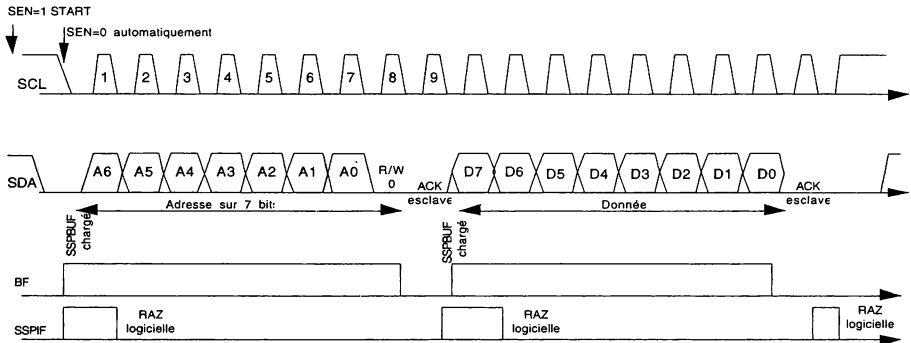 SEN=1 START
SEN=0 automatiquement
SCL
1 2 3 4 5 6 7 8 9
SDA
A6 A5 A4 A3 A2 A1 A0 R/W 0 ACK esclave D7 D6 D5 D4 D3 D2 D1 D0 ACK esclave
Adresse sur 7 bit:
Donnée
SSPBUF chargé
SSPBUF chargé
BF
SSPIF
RAZ logicielle
RAZ logicielle
RAZ logicielle